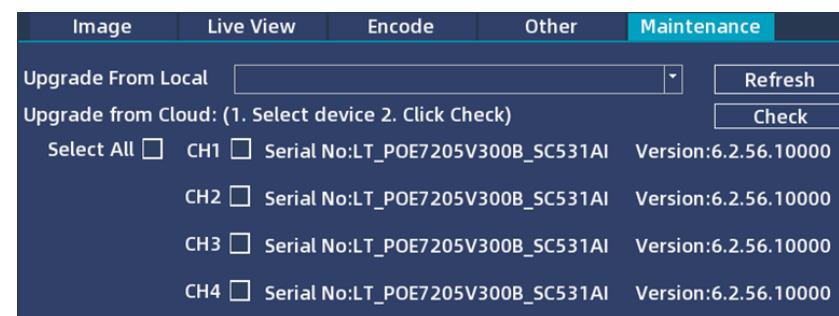 Image Live View Encode Other Maintenance
Upgrade From Local Refresh
Upgrade from Cloud: (1. Select device 2. Click Check) Check
Select All CH1 Serial No:LT_POE7205V300B_SC531AI Version:6.2.56.10000
CH2 Serial No:LT_POE7205V300B_SC531AI Version:6.2.56.10000
CH3 Serial No:LT_POE7205V300B_SC531AI Version:6.2.56.10000
CH4 Serial No:LT_POE7205V300B_SC531AI Version:6.2.56.10000